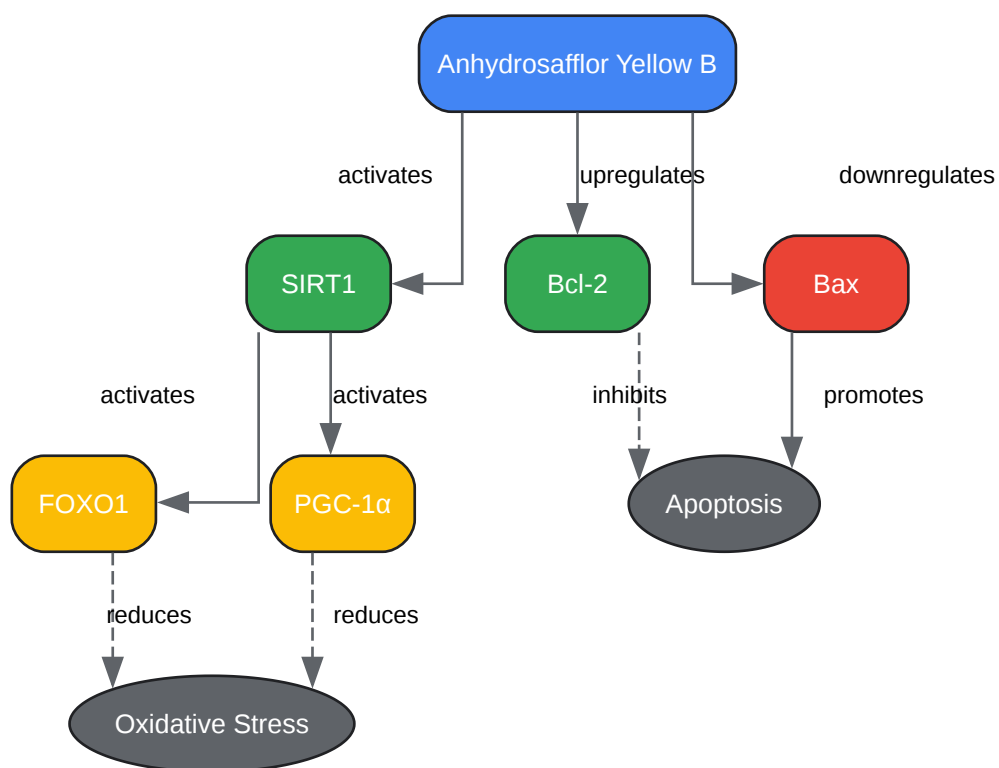 Anhydrosafflor Yellow B
activates
upregulates
downregulates
SIRT1
Bcl-2
Bax
activates
activates
inhibits
promotes
FOXO1
PGC-1α
Apoptosis
reduces
reduces
Oxidative Stress